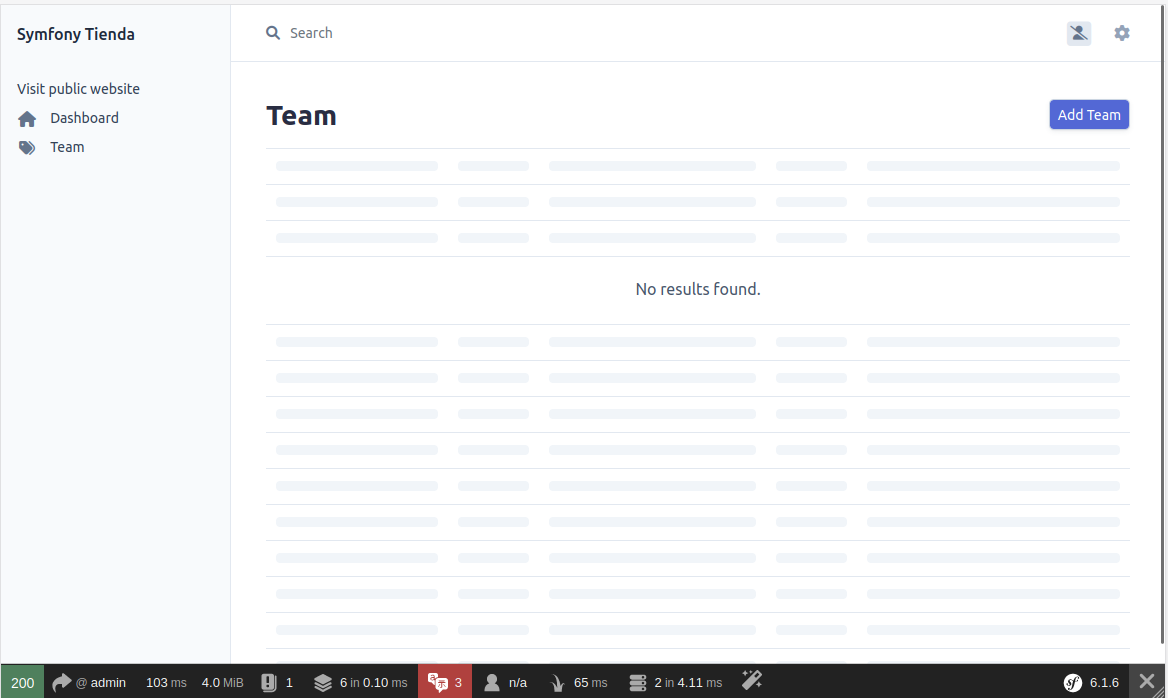 Symfony Tienda
Search
Visit public website
Dashboard
Team
Team
Add Team
No results found.
200 @ admin 103 ms 4.0 MiB 1 6 in 0.10 ms 3 n/a 65 ms 2 in 4.11 ms sf 6.1.6